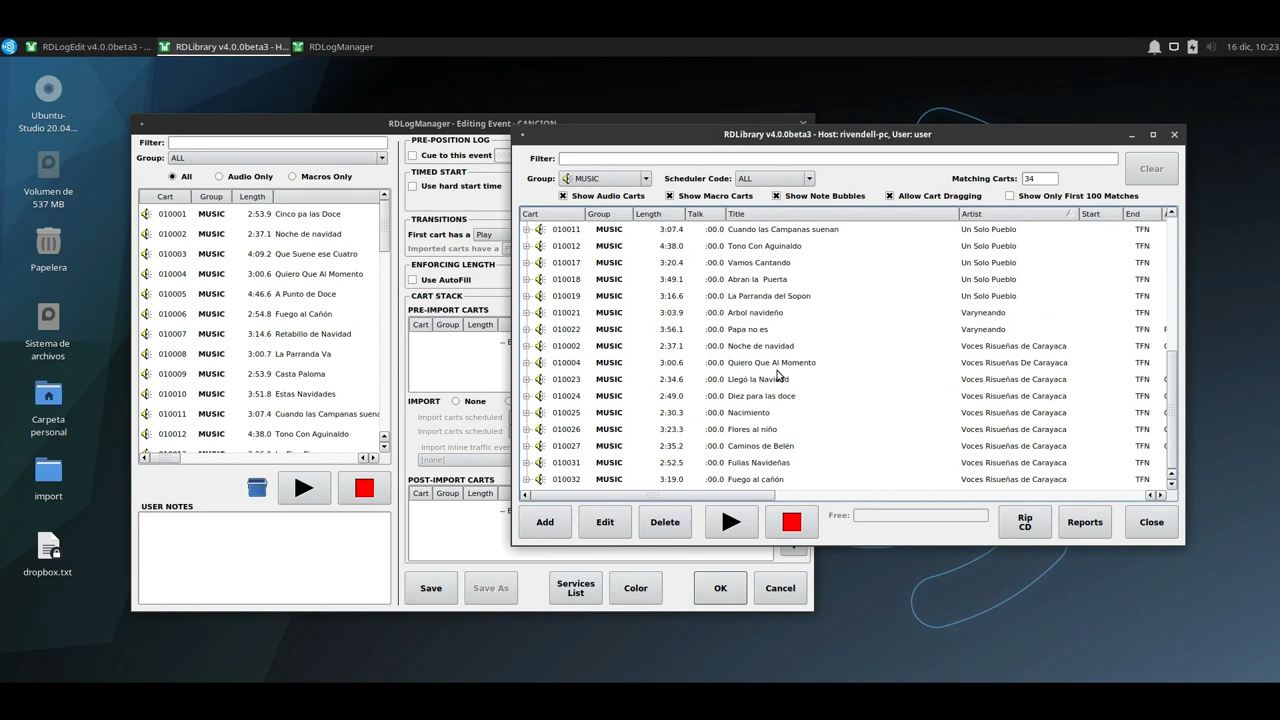 RDLogEdit v4.0.0beta3 - ... RDLibrary v4.0.0beta3 - H... RDLogManager 16 dic, 10:23
Ubuntu-
Studio 20.04...
Volumen de
537 MB
Papelera
Sistema de
archivos
Carpeta
personal
import
dropbox.txt
RDLogManager - Editing Event - CANCION
Filter:
Group: ALL
All Audio Only Macros Only
Cart Group Length
010001 MUSIC 2:53.9 Cinco pa las Doce
010002 MUSIC 2:37.1 Noche de navidad
010003 MUSIC 4:09.2 Que Suene ese Cuatro
010004 MUSIC 3:00.6 Quiero Que Al Momento
010005 MUSIC 4:46.6 A Punto de Doce
010006 MUSIC 2:54.8 Fuego al Cañón
010007 MUSIC 3:14.6 Retabillo de Navidad
010008 MUSIC 3:00.7 La Parranda Va
010009 MUSIC 2:54.3 Casta Paloma
010010 MUSIC 3:51.8 Estas Navidades
010011 MUSIC 3:07.4 Cuando las Campanas suena
010012 MUSIC 4:38.0 Tono Con Aguinaldo
USER NOTES
PRE-POSITION LOG
Cue to this event
TIMED START
Use hard start time
TRANSITIONS
First cart has a Play
Imported carts have a
ENFORCING LENGTH
Use AutoFill
CART STACK
PRE-IMPORT CARTS
Cart Group Length
IMPORT None
Import carts scheduled
Import carts scheduled
Import inline traffic eve
[none]
POST-IMPORT CARTS
Cart Group Length
Save Save As Services
List Color OK Cancel
RDLibrary v4.0.0beta3 - Host: rivendell-pc, User: user
Filter: Clear
Group: MUSIC Scheduler Code: ALL Matching Carts: 34
Show Audio Carts Show Macro Carts Show Note Bubbles Allow Cart Dragging Show Only First 100 Matches
Cart Group Length Talk Title Artist Start End
010011 MUSIC 3:07.4 :00.0 Cuando las Campanas suenan Un Solo Pueblo TFN
010012 MUSIC 4:38.0 :00.0 Tono Con Aguinaldo Un Solo Pueblo TFN
010017 MUSIC 3:20.4 :00.0 Vamos Cantando Un Solo Pueblo TFN
010018 MUSIC 3:49.1 :00.0 Abran la Puerta Un Solo Pueblo TFN
010019 MUSIC 3:16.6 :00.0 La Parranda del Sopon Un Solo Pueblo TFN
010021 MUSIC 3:03.9 :00.0 Arbol navideño Varyneando TFN
010022 MUSIC 3:56.1 :00.0 Papa no es Varyneando TFN
010002 MUSIC 2:37.1 :00.0 Noche de navidad Voces Risueñas de Carayaca TFN
010004 MUSIC 3:00.6 :00.0 Quiero Que Al Momento Voces Risueñas De Carayaca TFN
010023 MUSIC 2:34.6 :00.0 Llegó la Navidad Voces Risueñas de Carayaca TFN
010024 MUSIC 2:49.0 :00.0 Diez para las doce Voces Risueñas de Carayaca TFN
010025 MUSIC 2:30.3 :00.0 Nacimiento Voces Risueñas de Carayaca TFN
010026 MUSIC 3:23.3 :00.0 Flores al niño Voces Risueñas de Carayaca TFN
010027 MUSIC 2:35.2 :00.0 Caminos de Belén Voces Risueñas de Carayaca TFN
010031 MUSIC 2:52.5 :00.0 Fulias Navideñas Voces Risueñas de Carayaca TFN
010032 MUSIC 3:19.0 :00.0 Fuego al cañón Voces Risueñas de Carayaca TFN
Add Edit Delete Free: Rip
CD Reports Close